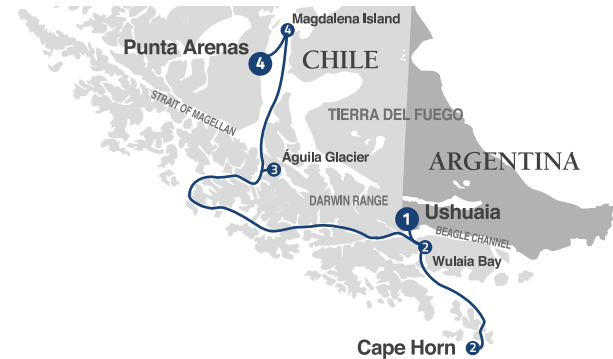 4 Magdalena Island
Punta Arenas
4
CHILE
STRAIT OF MAGELLAN
TIERRA DEL FUEGO
3 Águila Glacier
ARGENTINA
DARWIN RANGE
1 Ushuaia
BEAGLE CHANNEL
2
Wulaia Bay
Cape Horn 2